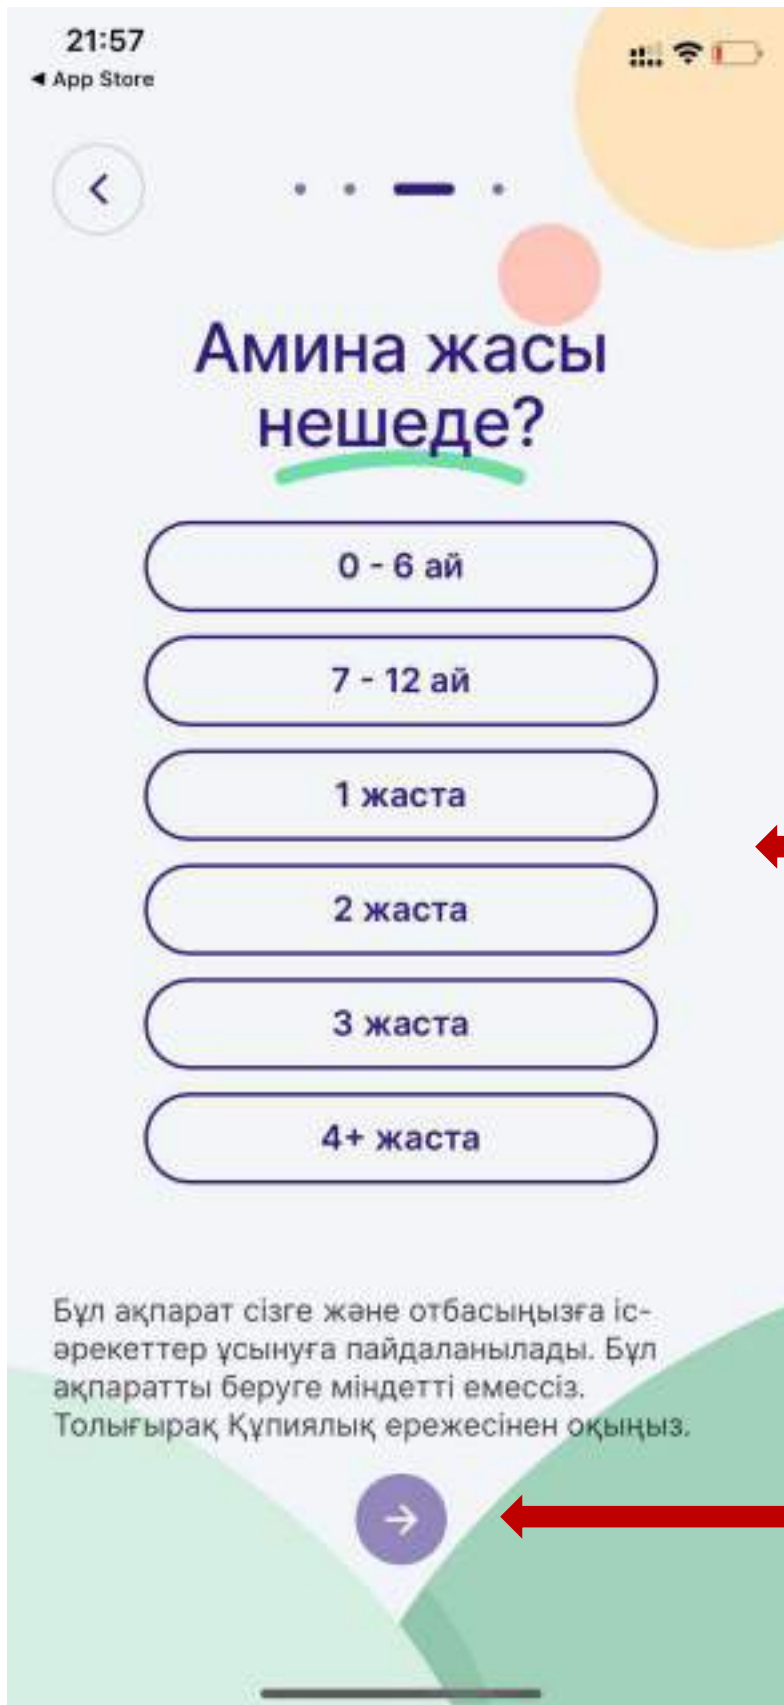 21:57
◀ App Store
Амина жасы
нешеде?
0 - 6 ай
7 - 12 ай
1 жаста
2 жаста
3 жаста
4+ жаста
Бұл ақпарат сізге және отбасыңызға іс-
әрекеттер ұсынуға пайдаланылады. Бұл
ақпаратты беруге міндетті емессіз.
Толығырақ Құпиялық ережесінен оқыңыз.